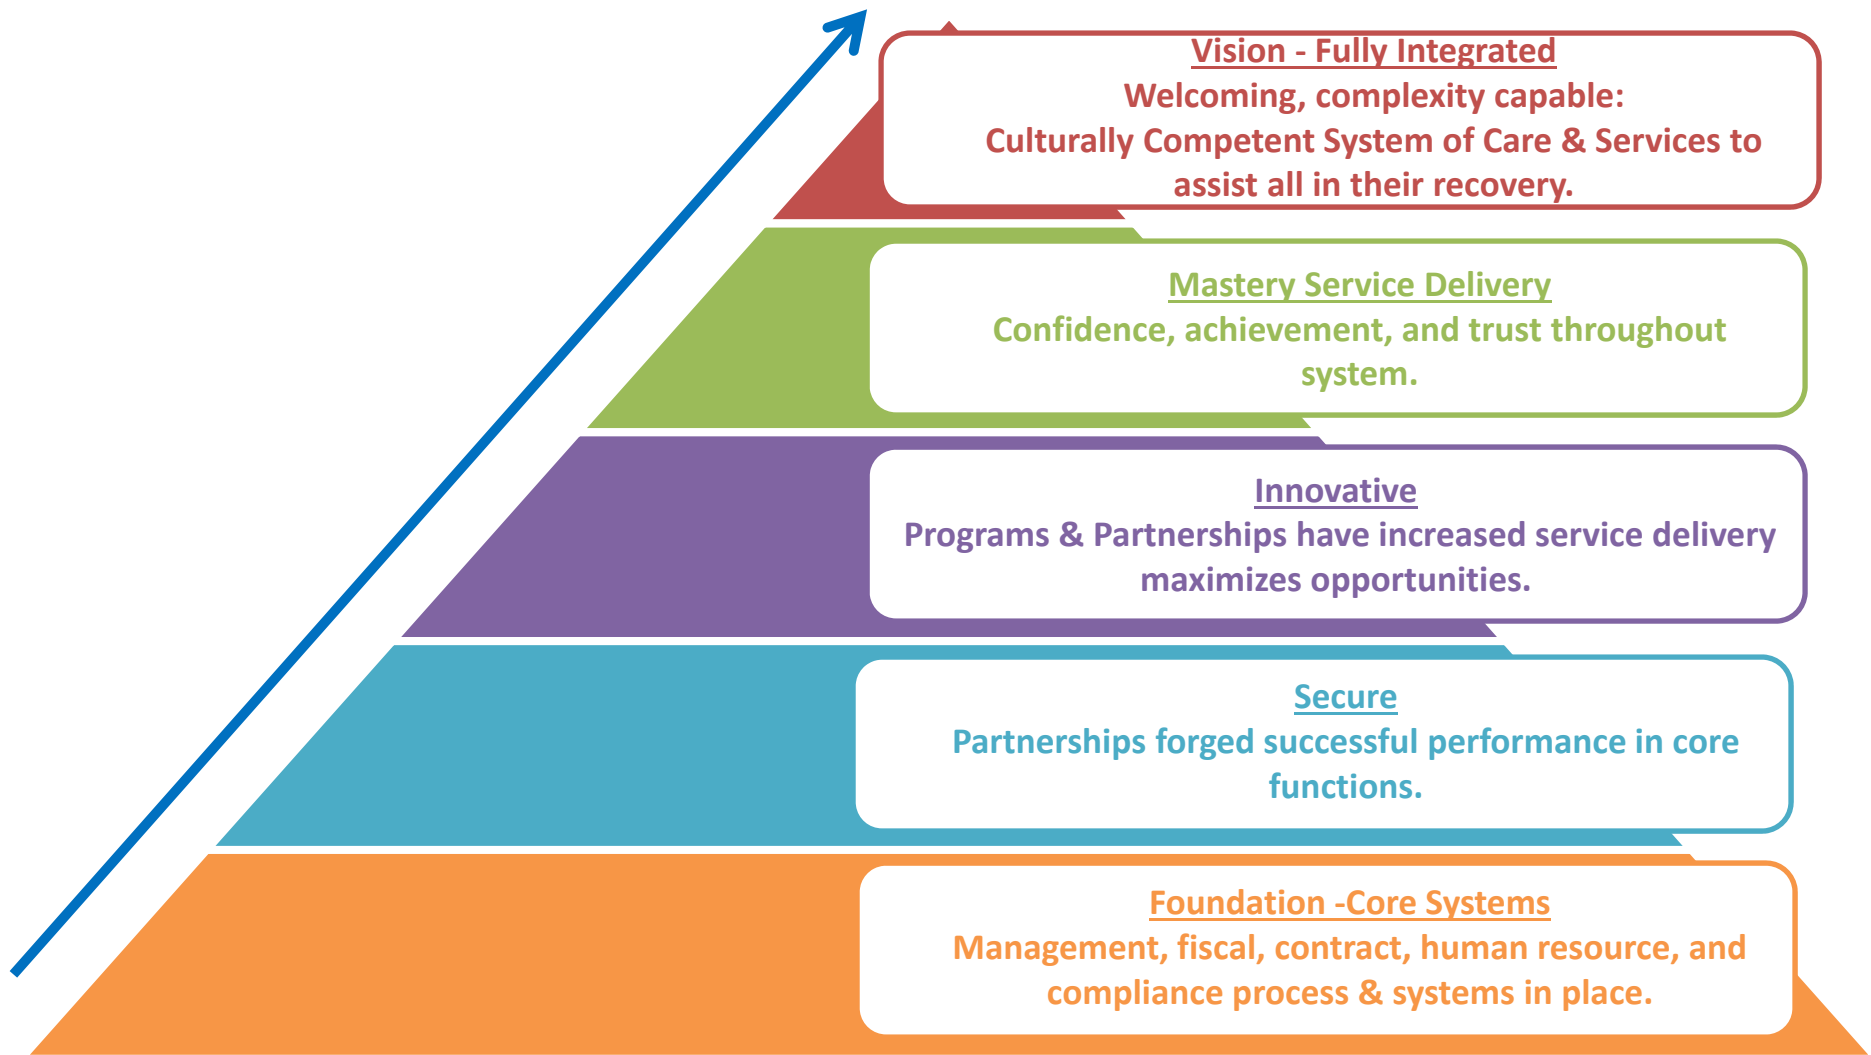 Vision - Fully Integrated
Welcoming, complexity capable:
Culturally Competent System of Care & Services to
assist all in their recovery.
Mastery Service Delivery
Confidence, achievement, and trust throughout
system.
Innovative
Programs & Partnerships have increased service delivery
maximizes opportunities.
Secure
Partnerships forged successful performance in core
functions.
Foundation -Core Systems
Management, fiscal, contract, human resource, and
compliance process & systems in place.